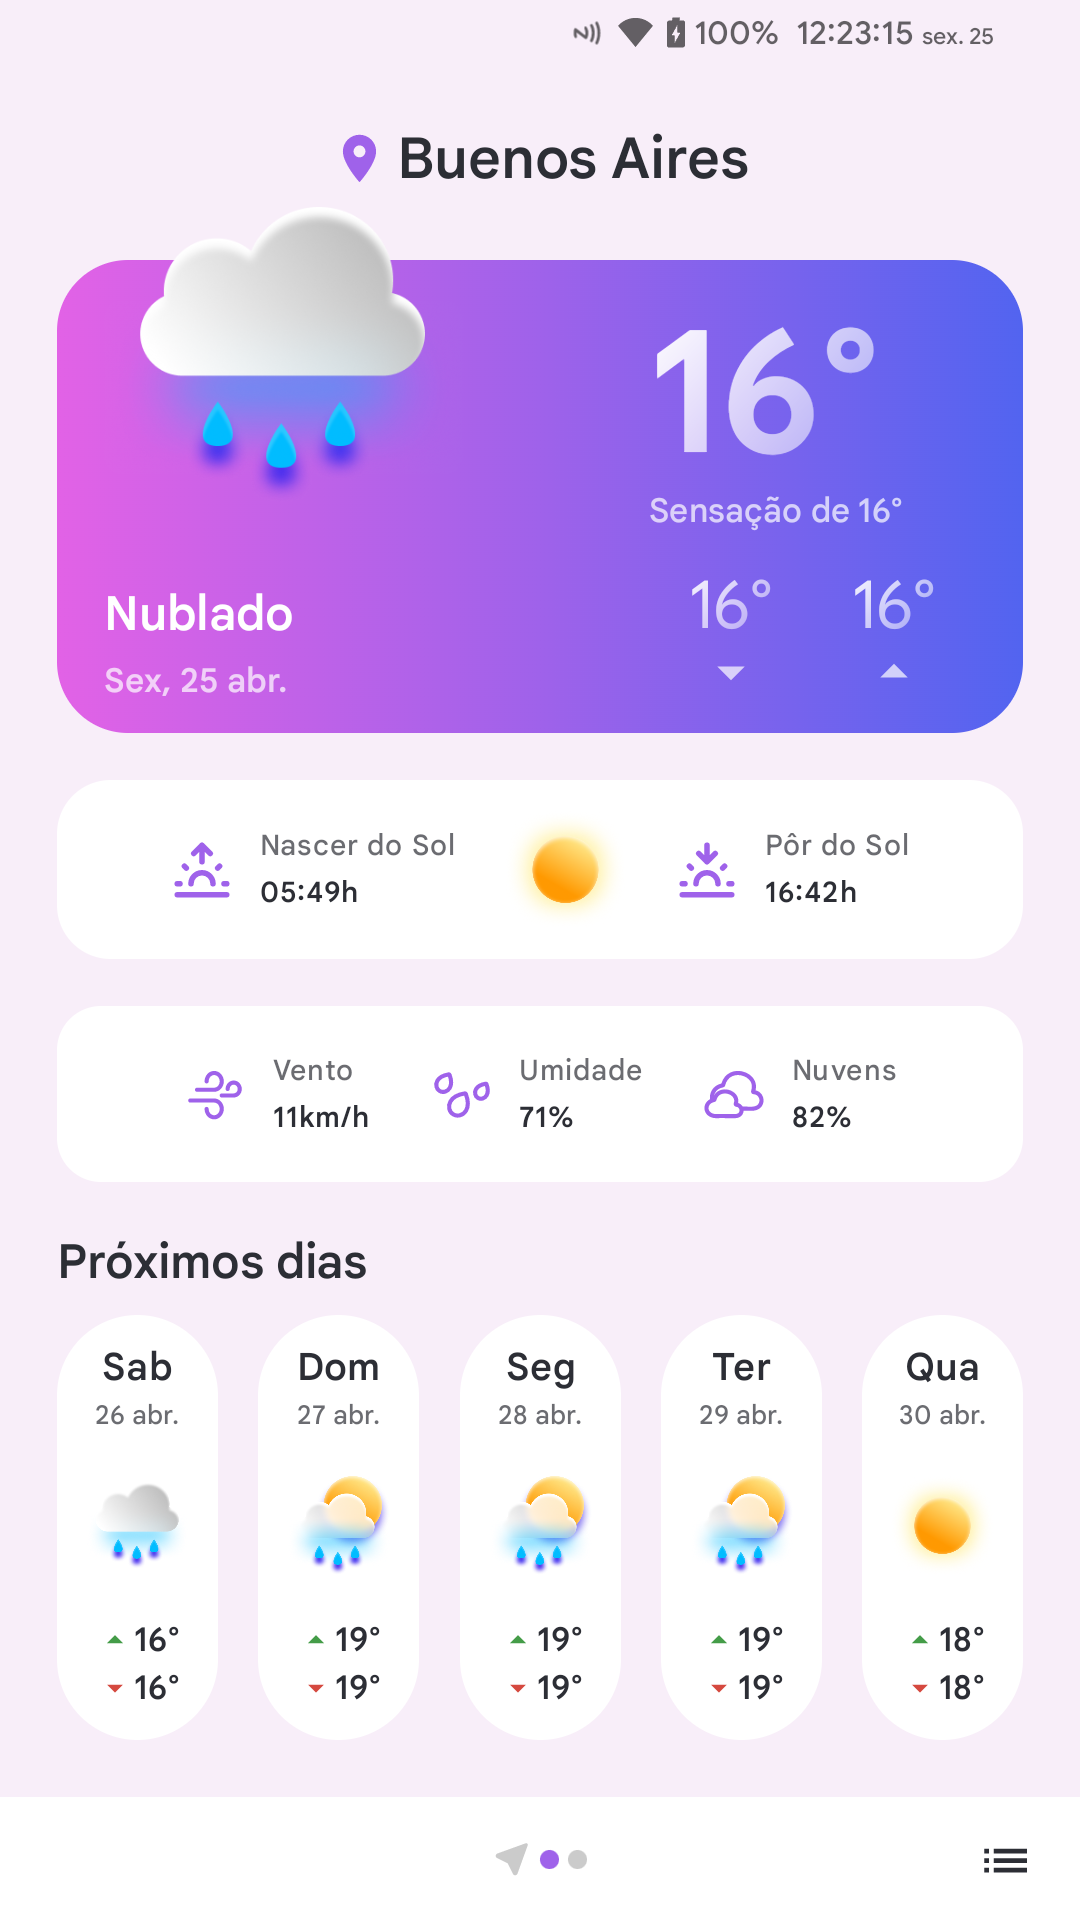 100% 12:23:15 sex. 25
Buenos Aires
16°
Sensação de 16°
16° 16°
Nublado
Sex, 25 abr.
Nascer do Sol
05:49h
Pôr do Sol
16:42h
Vento
11km/h
Umidade
71%
Nuvens
82%
Próximos dias
Sab
26 abr.
16°
16°
Dom
27 abr.
19°
19°
Seg
28 abr.
19°
19°
Ter
29 abr.
19°
19°
Qua
30 abr.
18°
18°